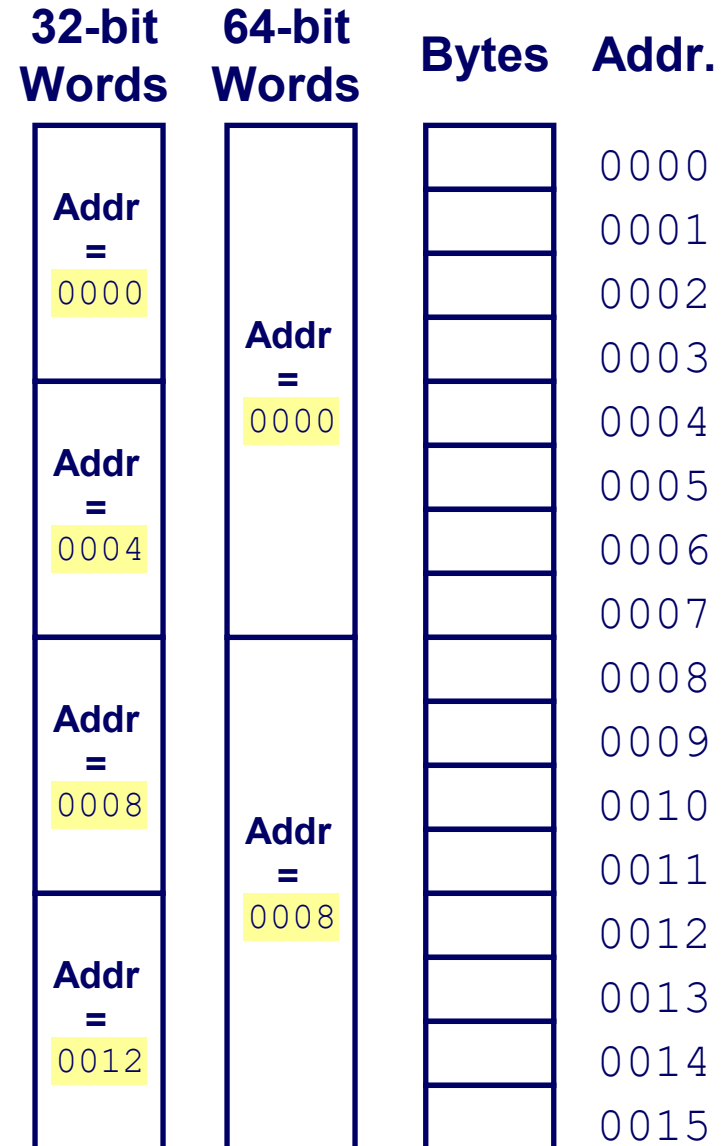 32-bit Words
64-bit Words
Bytes
Addr.
Addr
=
0000
Addr
=
0004
Addr
=
0008
Addr
=
0012
Addr
=
0000
Addr
=
0008
0000
0001
0002
0003
0004
0005
0006
0007
0008
0009
0010
0011
0012
0013
0014
0015